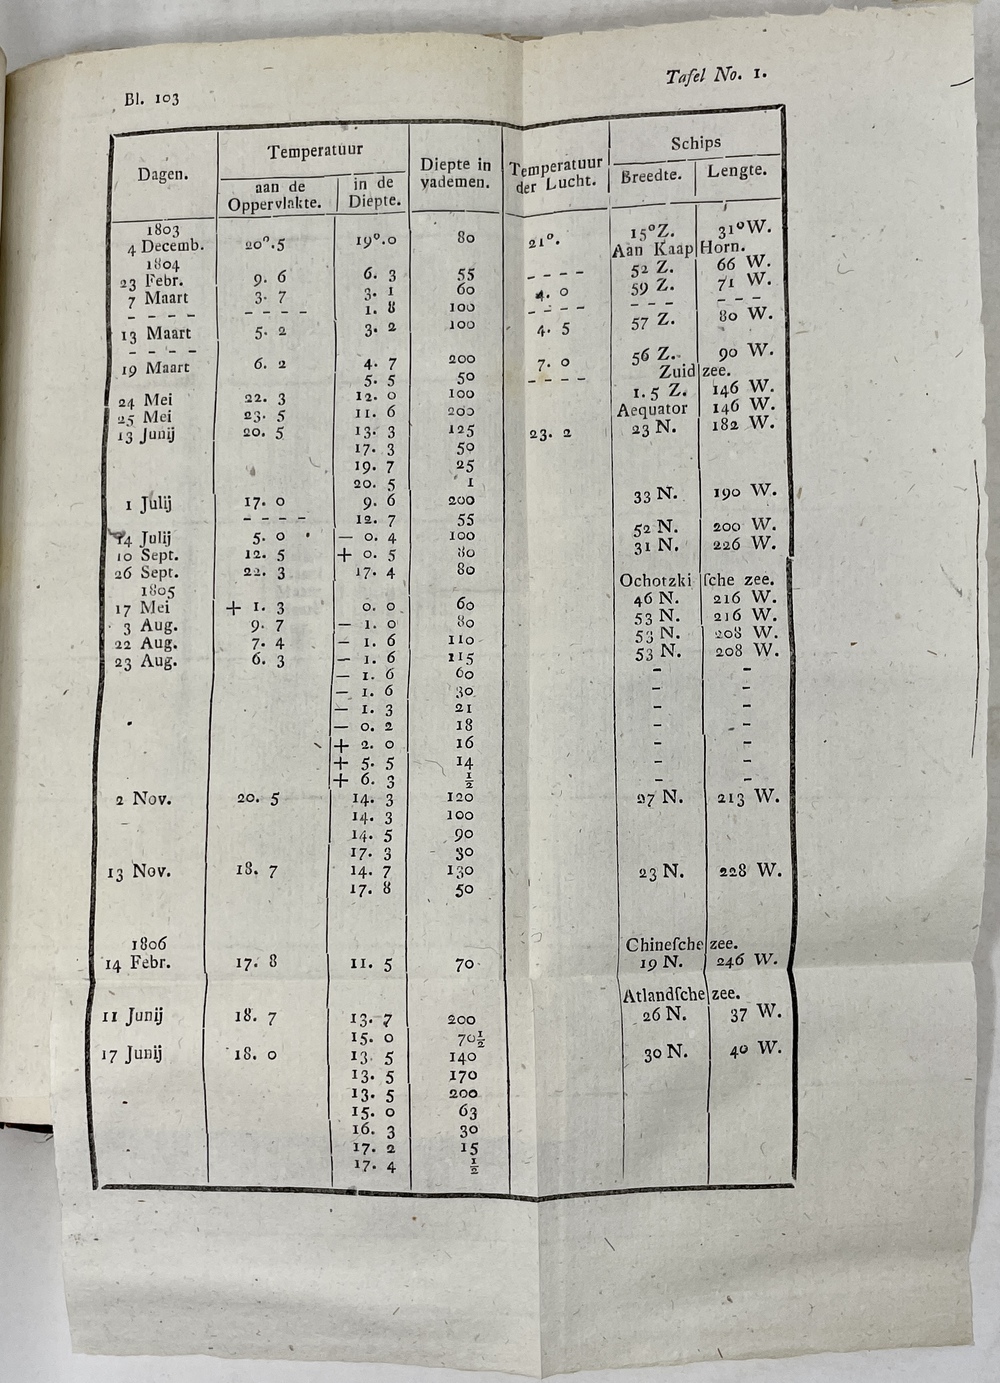 Bl. 103 Tafel No. 1.
Dagen. Temperatuur Diepte in vademen. Temperatuur der Lucht. Schips
aan de Oppervlakte. in de Diepte. Breedte. Lengte.
1803
4 Decemb. 20°.5 19°.0 80 21°. 15°Z. 31°W.
Aan Kaap Horn.
1804
23 Febr. 9. 6 6. 3 55 - - - - 52 Z. 66 W.
7 Maart 3. 7 3. 1 60 4. 0 59 Z. 71 W.
- - - - - - - - 1. 8 100 - - - - - - - - - -
13 Maart 5. 2 3. 2 100 4. 5 57 Z. 80 W.
- - - -
19 Maart 6. 2 4. 7 200 7. 0 56 Z. 90 W.
5. 5 50 - - - - Zuidzee.
24 Mei 22. 3 12. 0 100 1. 5 Z. 146 W.
25 Mei 23. 5 11. 6 200 Aequator 146 W.
13 Junij 20. 5 13. 3 125 23. 2 23 N. 182 W.
17. 3 50
19. 7 25
20. 5 1
1 Julij 17. 0 9. 6 200 33 N. 190 W.
- - - - 12. 7 55
14 Julij 5. 0 — 0. 4 100 52 N. 200 W.
10 Sept. 12. 5 + 0. 5 80 31 N. 226 W.
26 Sept. 22. 3 17. 4 80
1805 Ochotzkiſche zee.
17 Mei + 1. 3 0. 0 60 46 N. 216 W.
3 Aug. 9. 7 — 1. 0 80 53 N. 216 W.
22 Aug. 7. 4 — 1. 6 110 53 N. 208 W.
23 Aug. 6. 3 — 1. 6 115 53 N. 208 W.
— 1. 6 60 - -
— 1. 6 30 - -
— 1. 3 21 - -
— 0. 2 18 - -
+ 2. 0 16 - -
+ 5. 5 14 - -
+ 6. 3 ½ - -
2 Nov. 20. 5 14. 3 120 27 N. 213 W.
14. 3 100
14. 5 90
17. 3 30
13 Nov. 18. 7 14. 7 130 23 N. 228 W.
17. 8 50
1806 Chineſche zee.
14 Febr. 17. 8 11. 5 70 19 N. 246 W.
Atlandſche zee.
11 Junij 18. 7 13. 7 200 26 N. 37 W.
15. 0 70½
17 Junij 18. 0 13. 5 140 30 N. 40 W.
13. 5 170
13. 5 200
15. 0 63
16. 3 30
17. 2 15
17. 4 ½